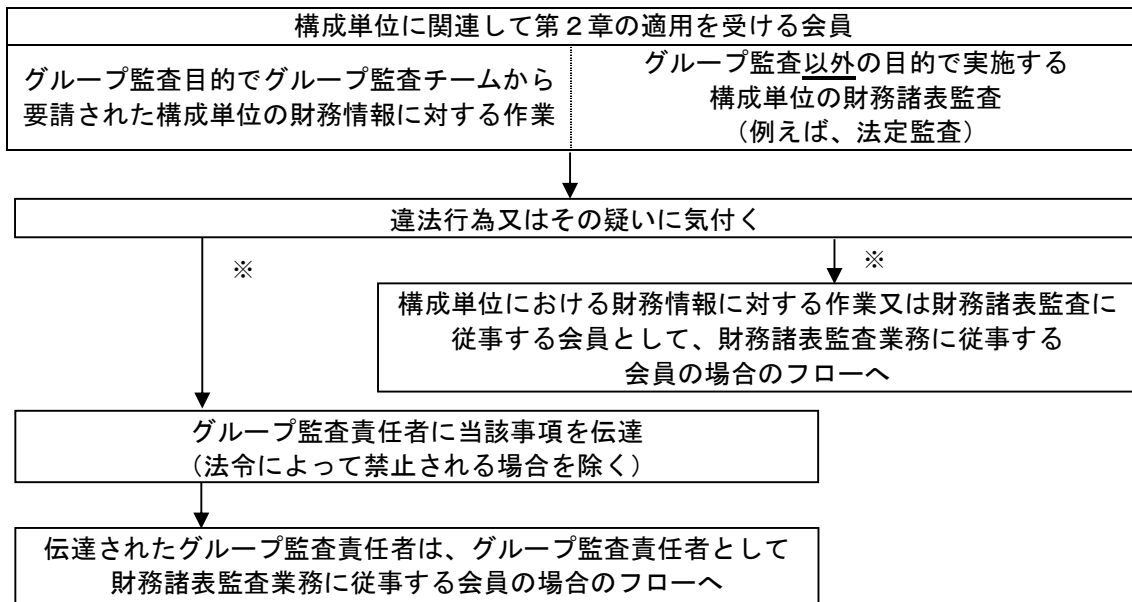 構成単位に関連して第２章の適用を受ける会員
グループ監査目的でグループ監査チームから
要請された構成単位の財務情報に対する作業
グループ監査以外の目的で実施する
構成単位の財務諸表監査
（例えば、法定監査）
違法行為又はその疑いに気付く
※
※
構成単位における財務情報に対する作業又は財務諸表監査に
従事する会員として、財務諸表監査業務に従事する
会員の場合のフローへ
グループ監査責任者に当該事項を伝達
（法令によって禁止される場合を除く）
伝達されたグループ監査責任者は、グループ監査責任者として
財務諸表監査業務に従事する会員の場合のフローへ